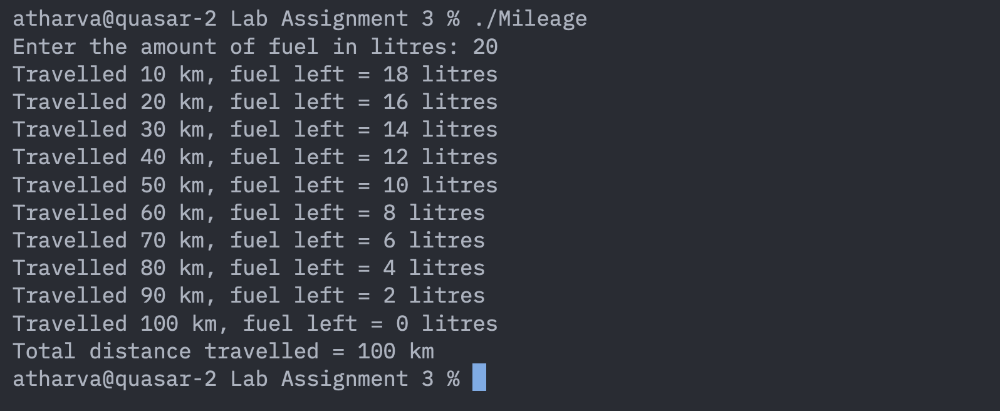 atharva@quasar-2 Lab Assignment 3 % ./Mileage
Enter the amount of fuel in litres: 20
Travelled 10 km, fuel left = 18 litres
Travelled 20 km, fuel left = 16 litres
Travelled 30 km, fuel left = 14 litres
Travelled 40 km, fuel left = 12 litres
Travelled 50 km, fuel left = 10 litres
Travelled 60 km, fuel left = 8 litres
Travelled 70 km, fuel left = 6 litres
Travelled 80 km, fuel left = 4 litres
Travelled 90 km, fuel left = 2 litres
Travelled 100 km, fuel left = 0 litres
Total distance travelled = 100 km
atharva@quasar-2 Lab Assignment 3 %